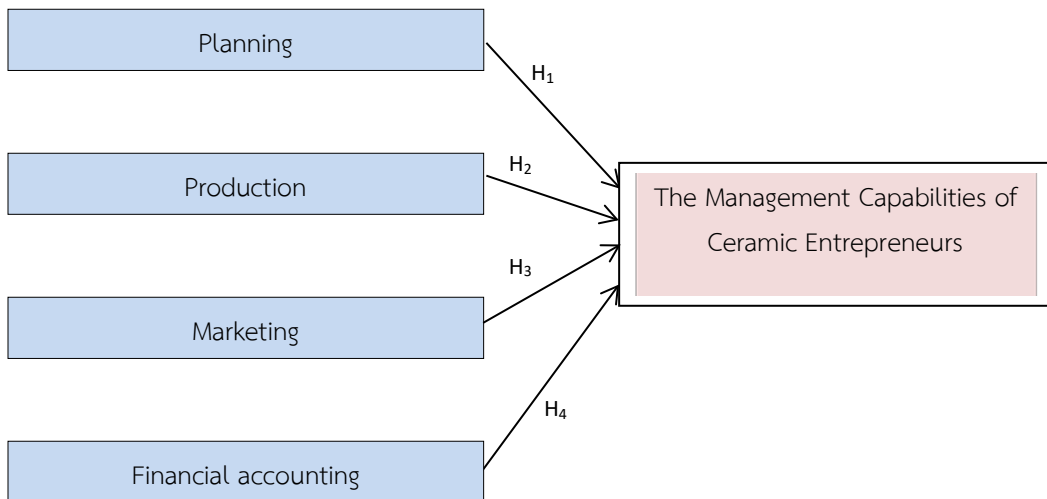 Planning
H₁
Production
H₂
The Management Capabilities of
Ceramic Entrepreneurs
Marketing
H₃
Financial accounting
H₄